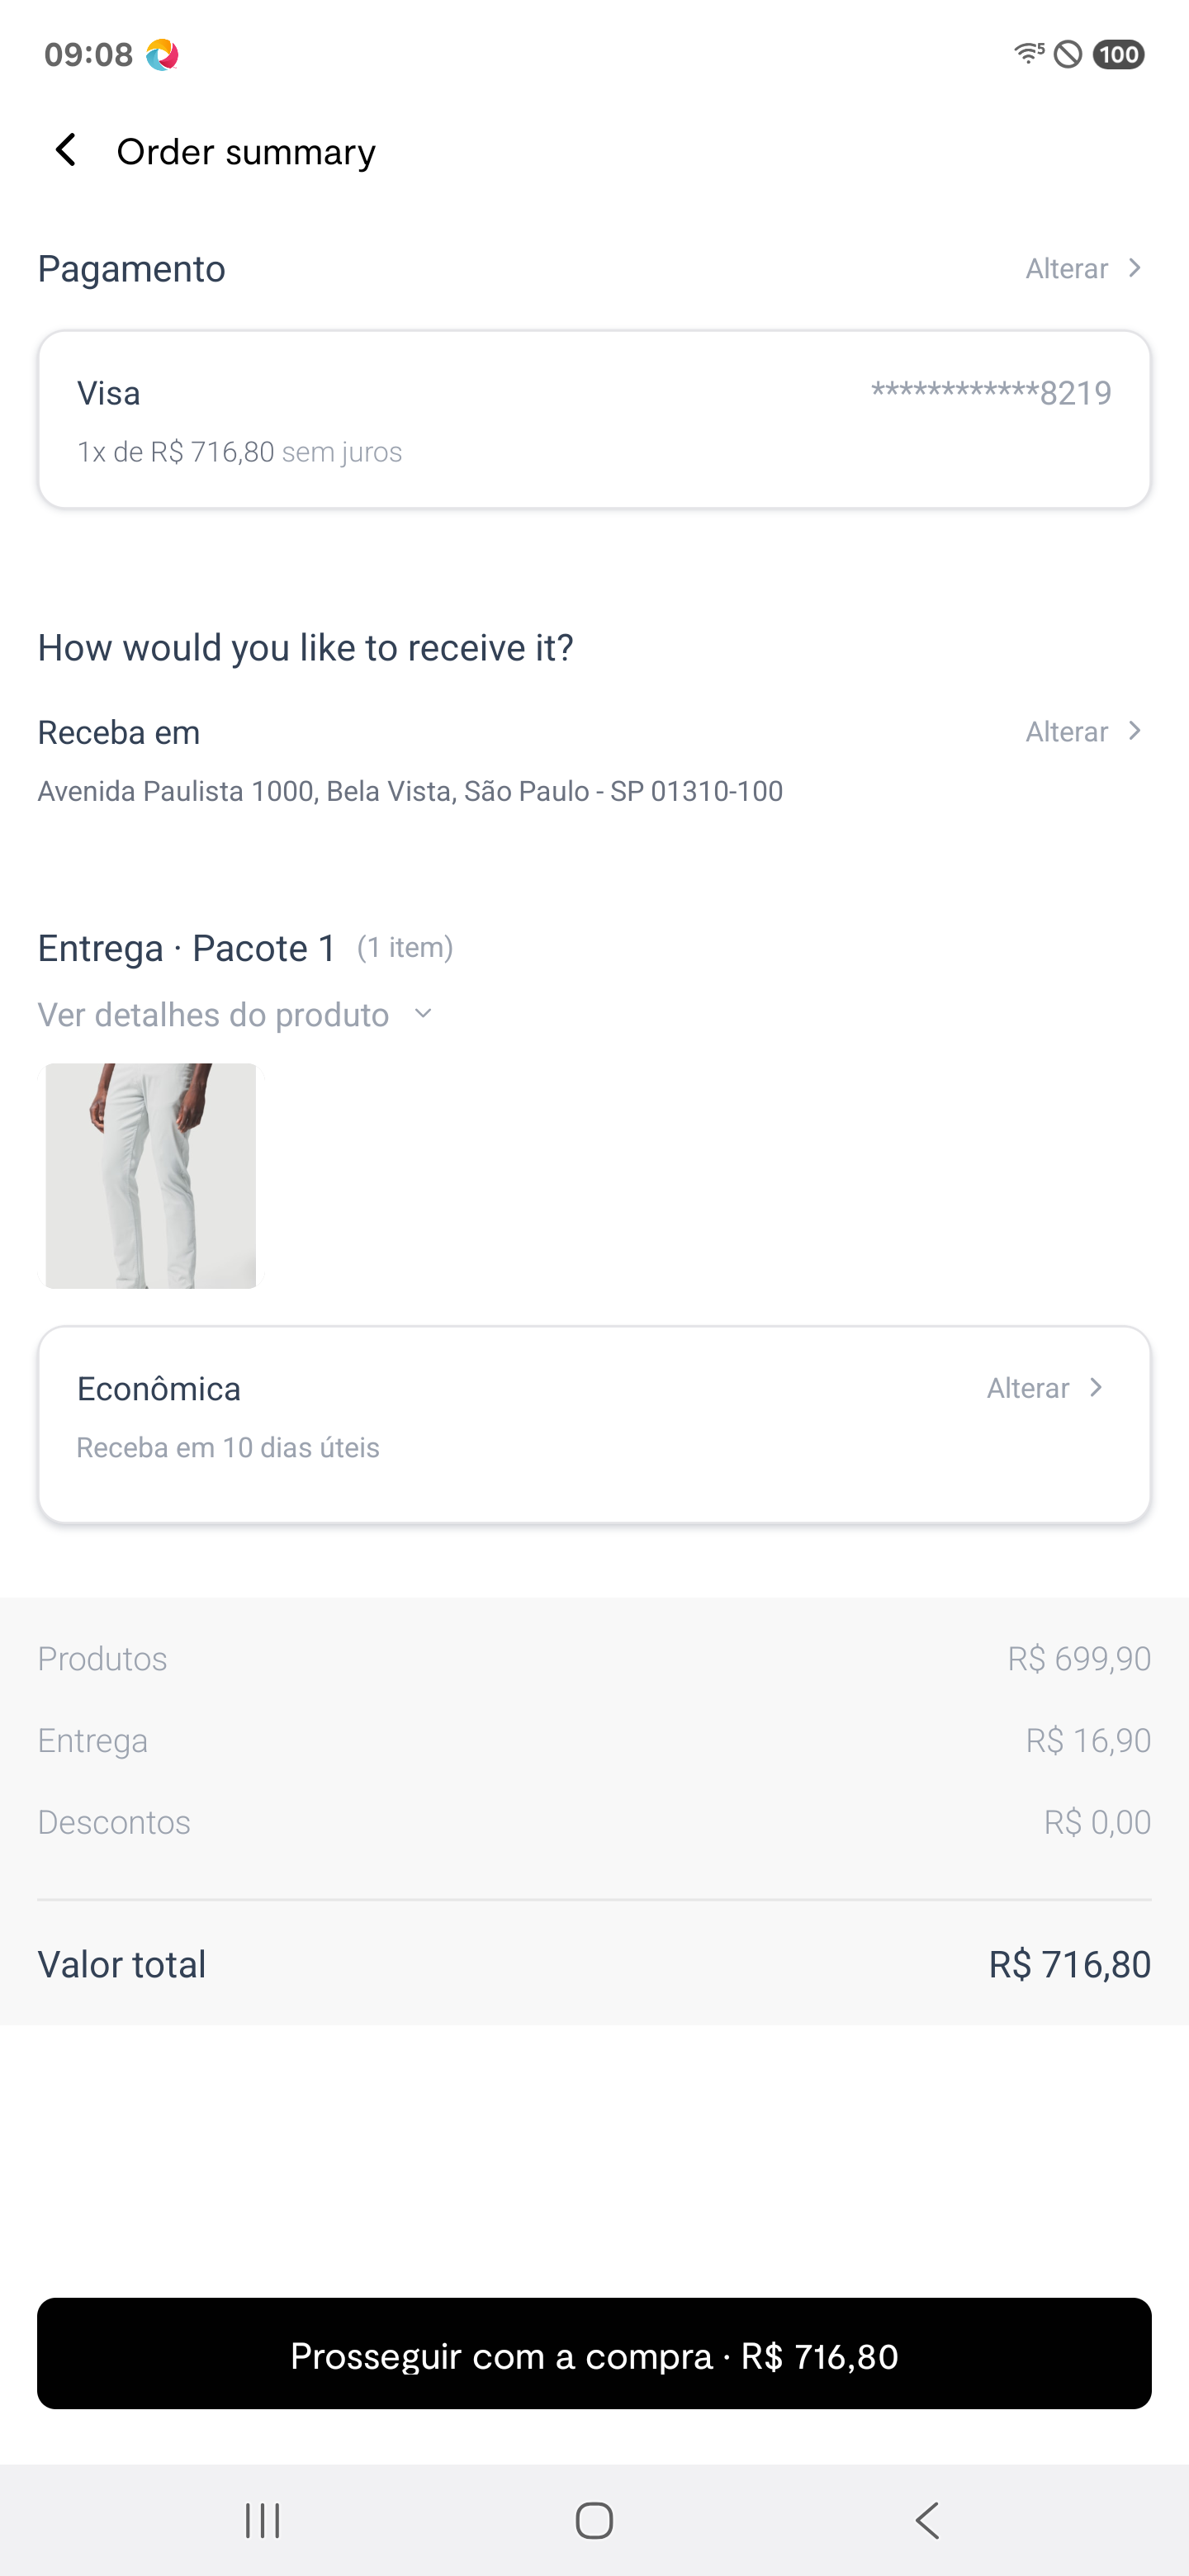 09:08
5
100
Order summary
Pagamento
Alterar
Visa
************8219
1x de R$ 716,80 sem juros
How would you like to receive it?
Receba em
Alterar
Avenida Paulista 1000, Bela Vista, São Paulo - SP 01310-100
Entrega · Pacote 1 (1 item)
Ver detalhes do produto
Econômica
Alterar
Receba em 10 dias úteis
Produtos R$ 699,90
Entrega R$ 16,90
Descontos R$ 0,00
Valor total R$ 716,80
Prosseguir com a compra · R$ 716,80